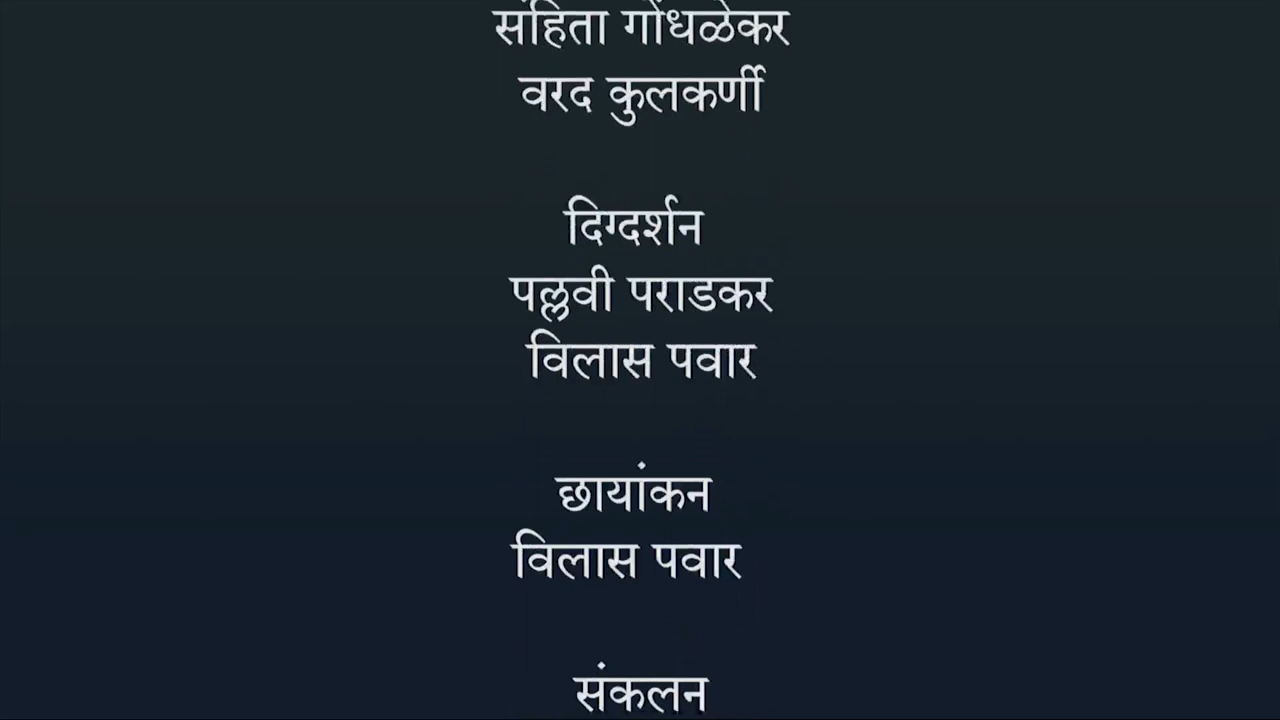 संहिता गोंधळेकर
वरद कुलकर्णी
दिग्दर्शन
पल्लवी पराडकर
विलास पवार
छायांकन
विलास पवार
संकलन